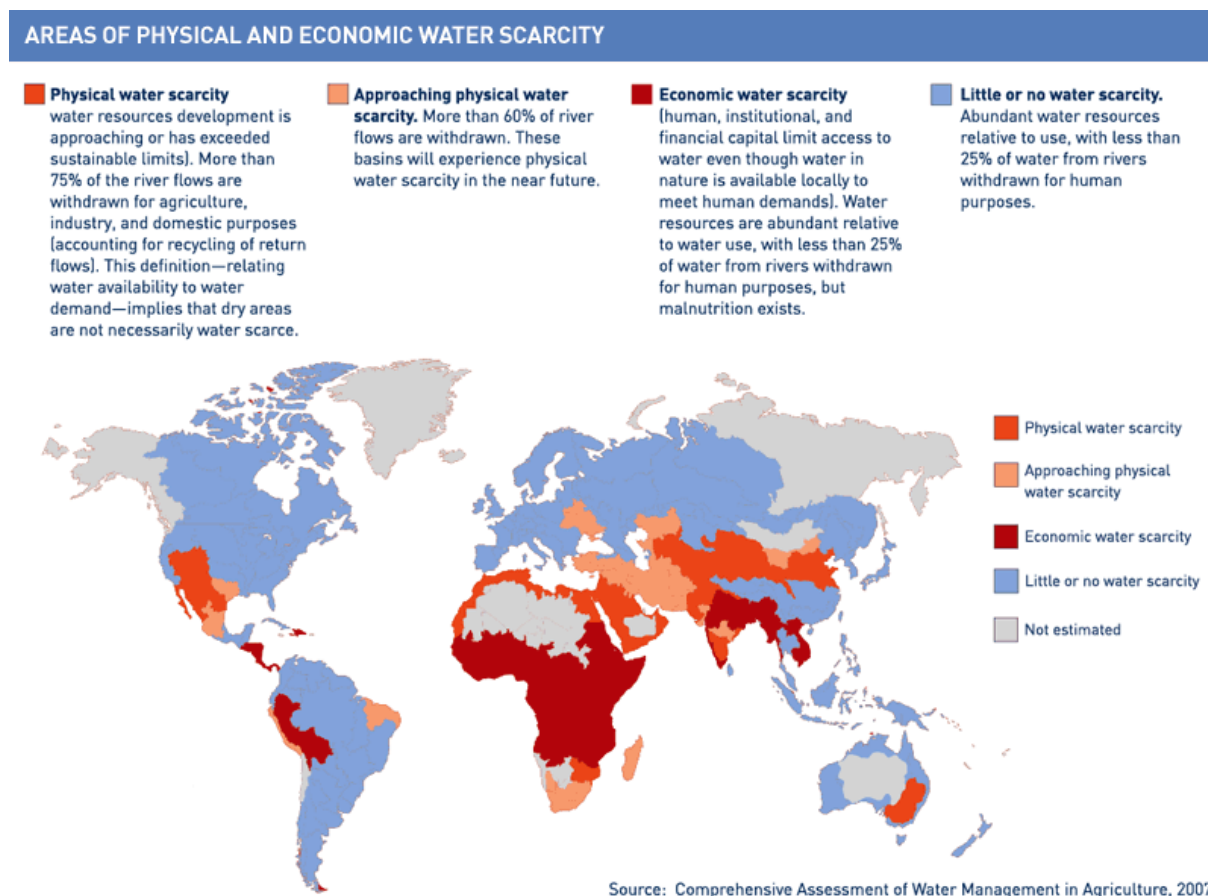 AREAS OF PHYSICAL AND ECONOMIC WATER SCARCITY
Physical water scarcity
water resources development is
approaching or has exceeded
sustainable limits). More than
75% of the river flows are
withdrawn for agriculture,
industry, and domestic purposes
(accounting for recycling of return
flows). This definition—relating
water availability to water
demand—implies that dry areas
are not necessarily water scarce.
Approaching physical water
scarcity. More than 60% of river
flows are withdrawn. These
basins will experience physical
water scarcity in the near future.
Economic water scarcity
(human, institutional, and
financial capital limit access to
water even though water in
nature is available locally to
meet human demands). Water
resources are abundant relative
to water use, with less than 25%
of water from rivers withdrawn
for human purposes, but
malnutrition exists.
Little or no water scarcity.
Abundant water resources
relative to use, with less than
25% of water from rivers
withdrawn for human
purposes.
Physical water scarcity
Approaching physical
water scarcity
Economic water scarcity
Little or no water scarcity
Not estimated
Source: Comprehensive Assessment of Water Management in Agriculture, 2007